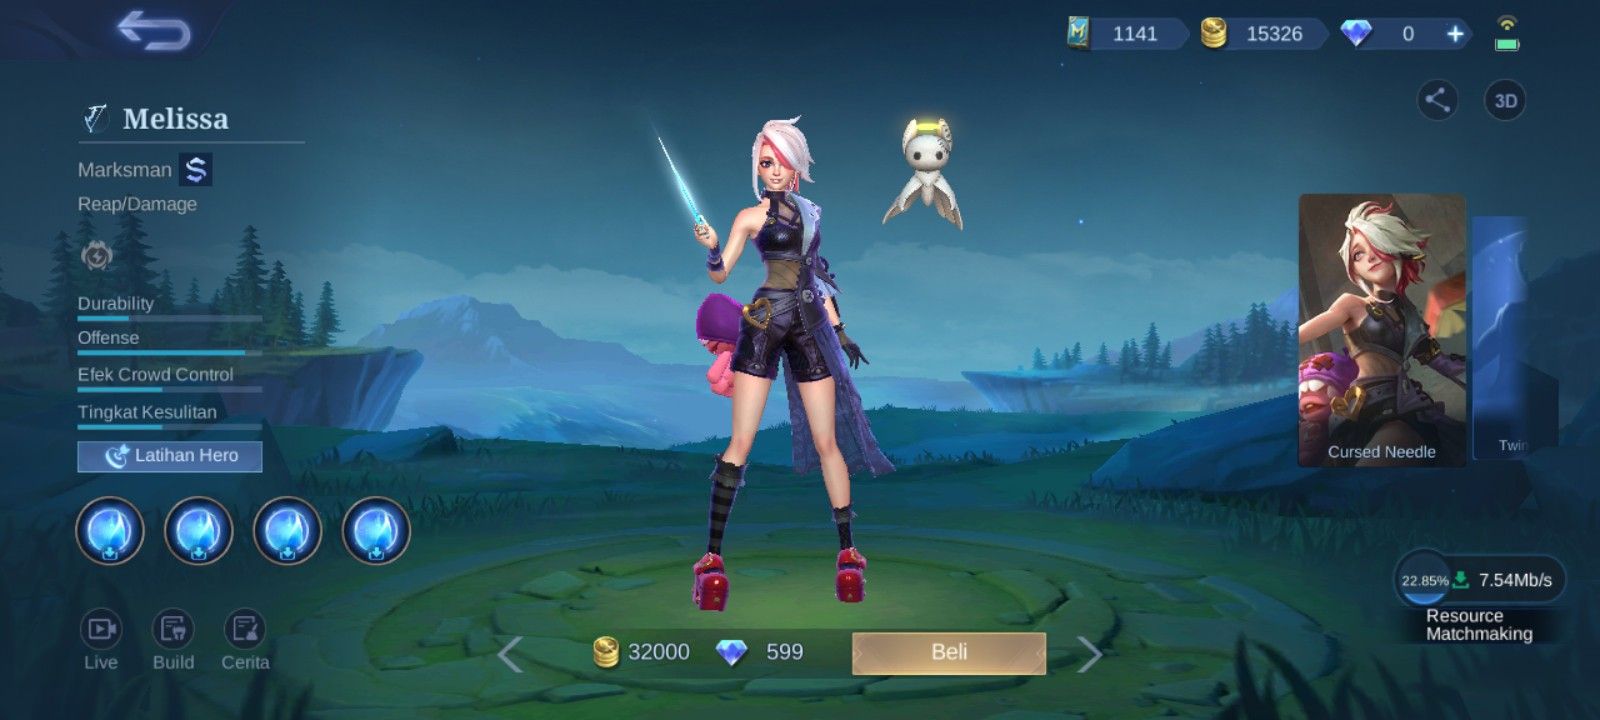 1141
15326
0
Melissa
3D
Marksman
Reap/Damage
Durability
Offense
Efek Crowd Control
Tingkat Kesulitan
Latihan Hero
Cursed Needle
Twin
22.85% 7.54Mb/s
Resource
Matchmaking
Live
Build
Cerita
32000
599
Beli